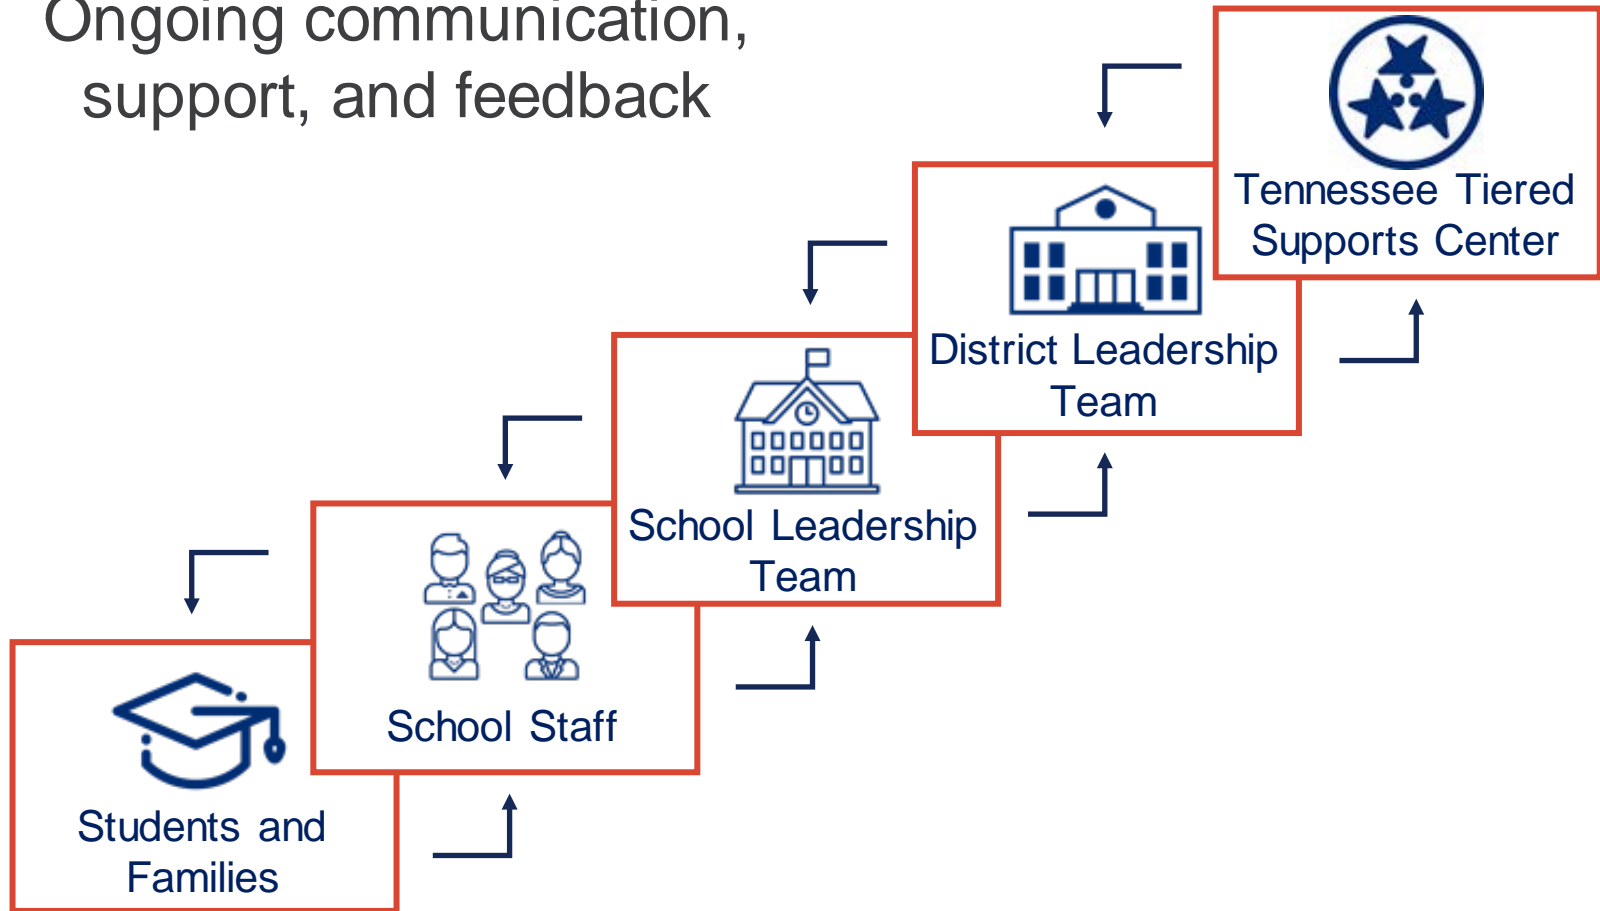 Ongoing communication,
support, and feedback
Tennessee Tiered
Supports Center
District Leadership
Team
School Leadership
Team
School Staff
Students and
Families